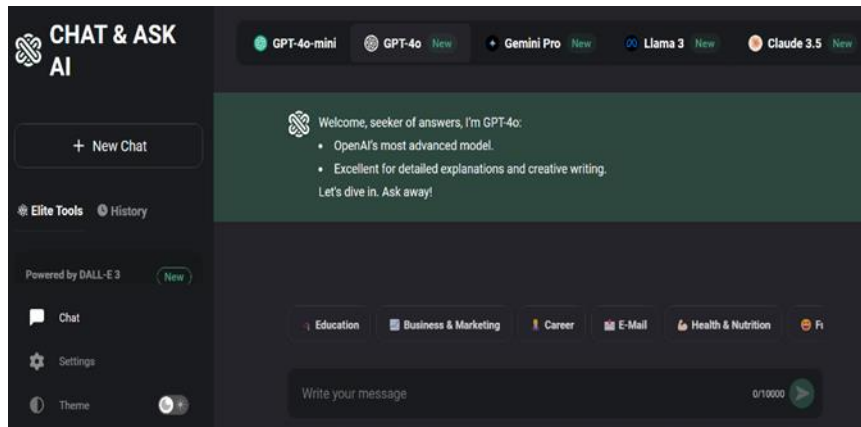 CHAT & ASK
AI
+ New Chat
Elite Tools History
Powered by DALL-E 3 New
Chat
Settings
Theme
GPT-4o-mini GPT-4o New Gemini Pro New Llama 3 New Claude 3.5 New
Welcome, seeker of answers, I'm GPT-4o:
• OpenAI's most advanced model.
• Excellent for detailed explanations and creative writing.
Let's dive in. Ask away!
Education Business & Marketing Career E-Mail Health & Nutrition
Write your message 0/10000